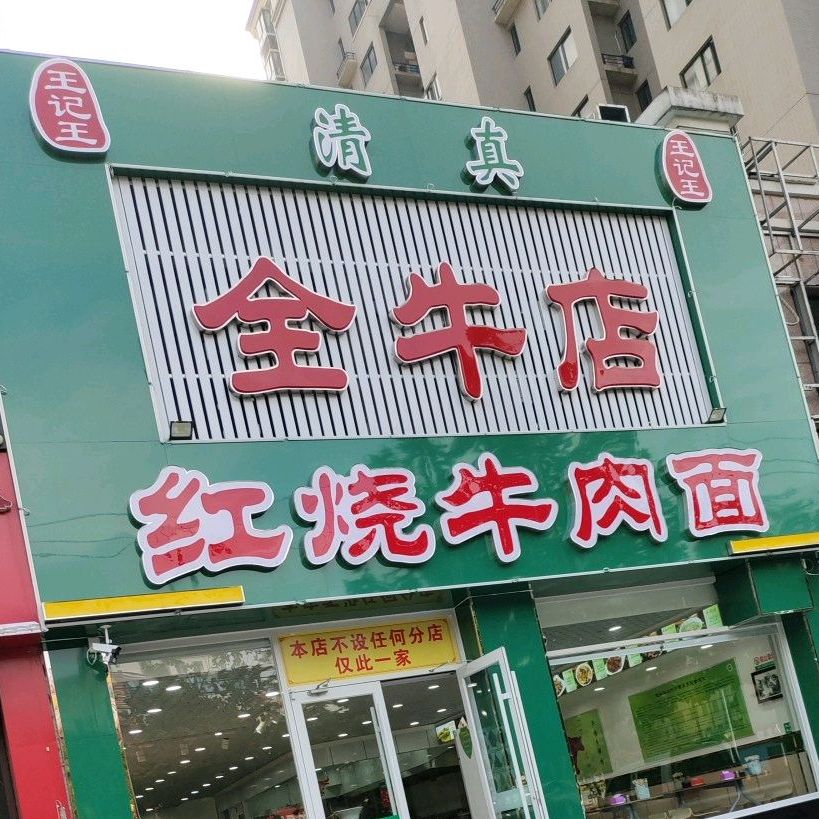 王记王
清真
王记王
全牛店
红烧牛肉面
本店不设任何分店
仅此一家